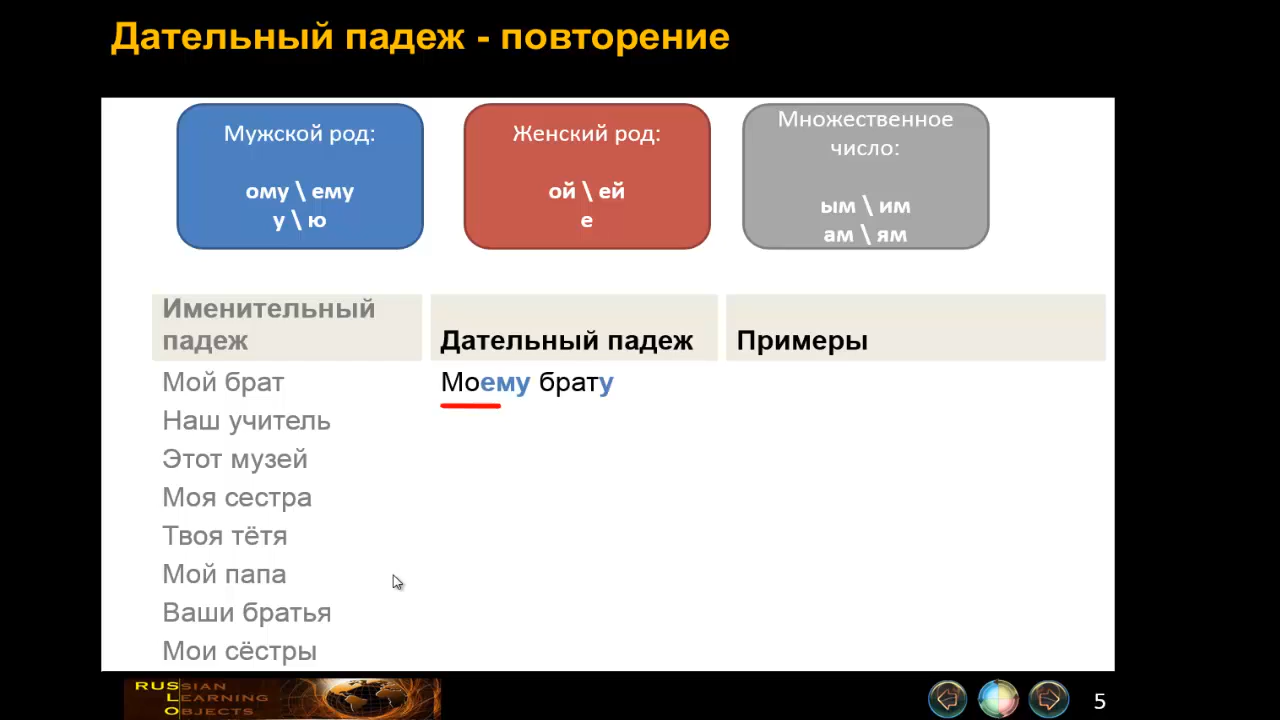 Дательный падеж - повторение
Мужской род:
ому \ ему
у \ ю
Женский род:
ой \ ей
е
Множественное
число:
ым \ им
ам \ ям
Именительный
падеж
Дательный падеж
Примеры
Мой брат
Моему брату
Наш учитель
Этот музей
Моя сестра
Твоя тётя
Мой папа
Ваши братья
Мои сёстры
RUSSIAN
LEARNING
OBJECTS
5